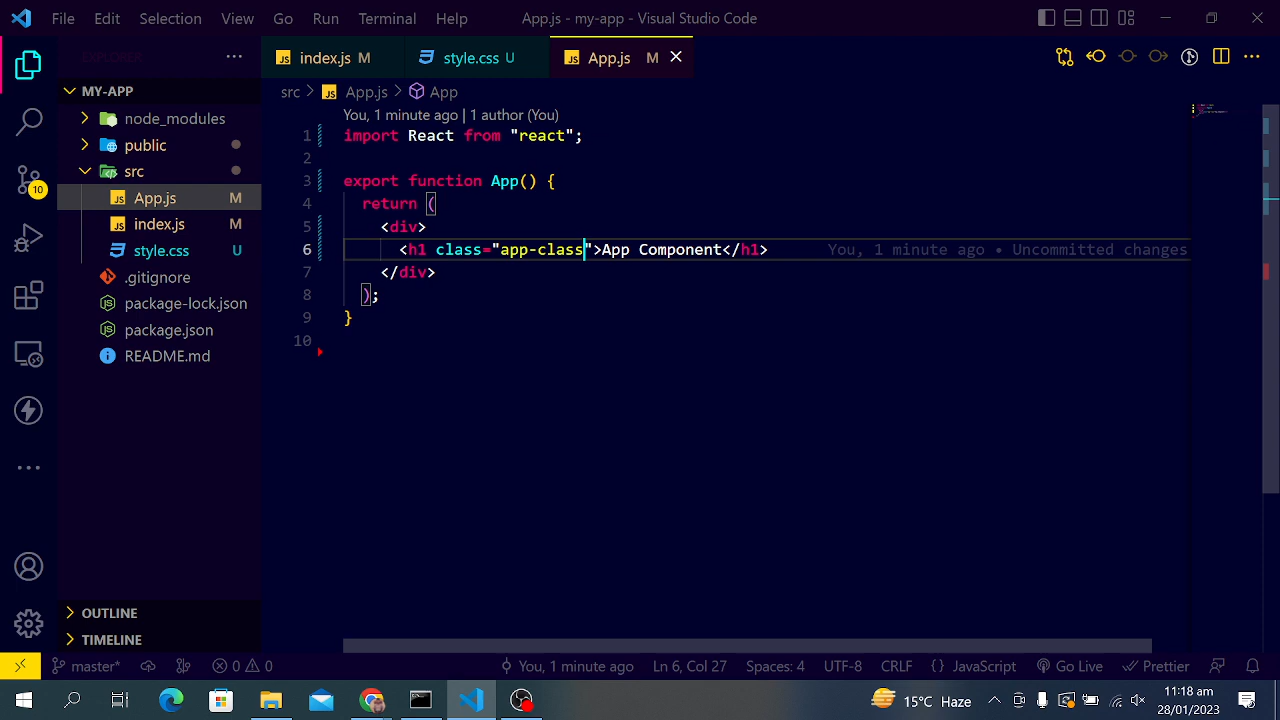 File Edit Selection View Go Run Terminal Help App.js - my-app - Visual Studio Code
EXPLORER
index.js M style.css U App.js M
MY-APP
node_modules
public
src
App.js M
index.js M
style.css U
.gitignore
package-lock.json
package.json
README.md
OUTLINE
TIMELINE
10
src > App.js > App
You, 1 minute ago | 1 author (You)
1 import React from "react";
2
3 export function App() {
4 return (
5 <div>
6 <h1 class="app-class">App Component</h1> You, 1 minute ago • Uncommitted changes
7 </div>
8 );
9 }
10
master* 0 0 You, 1 minute ago Ln 6, Col 27 Spaces: 4 UTF-8 CRLF {} JavaScript Go Live Prettier
15°C Haze 11:18 am
28/01/2023